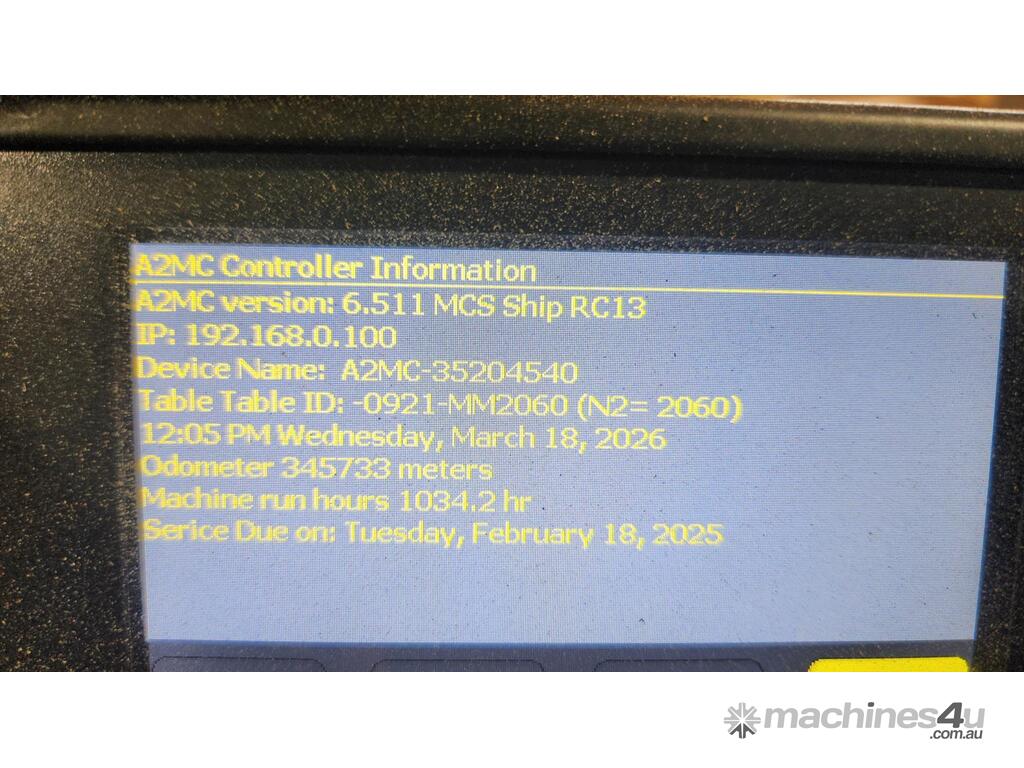 A2MC Controller Information
A2MC version: 6.511 MCS Ship RC13
IP: 192.168.0.100
Device Name: A2MC-35204540
Table Table ID: -0921-MM2060 (N2= 2060)
12:05 PM Wednesday, March 18, 2026
Odometer 345733 meters
Machine run hours 1034.2 hr
Serice Due on: Tuesday, February 18, 2025
machines4u
.com.au